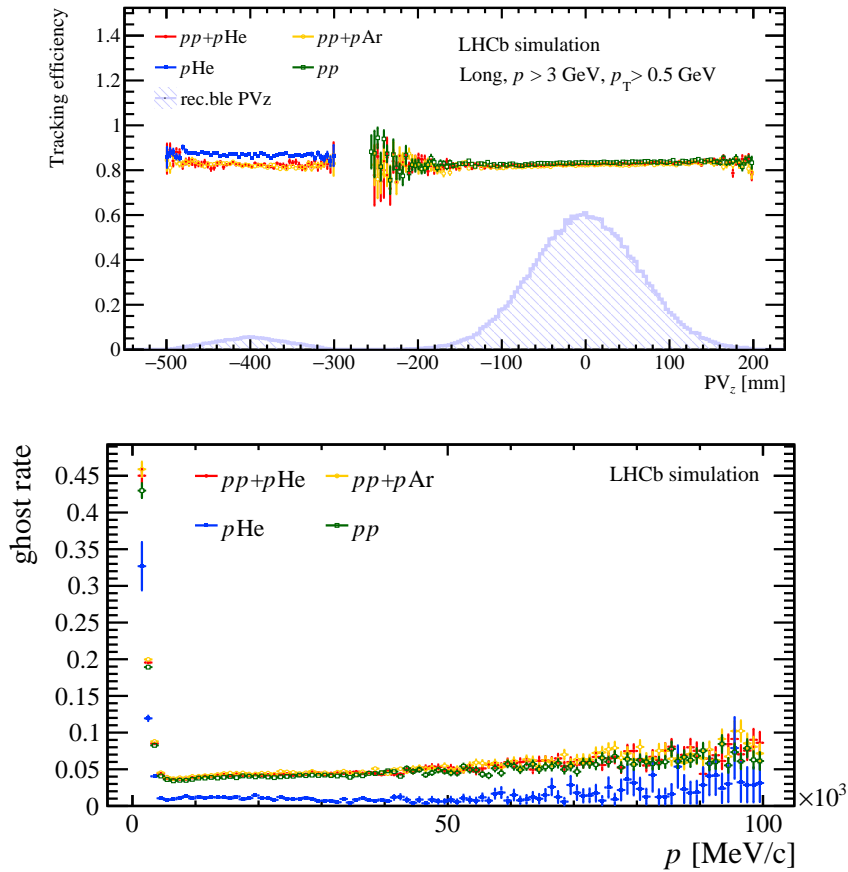 Tracking efficiency
1.4
1.2
1
0.8
0.6
0.4
0.2
0
pp+pHe
pp+pAr
pHe
pp
rec.ble PVz
LHCb simulation
Long, p > 3 GeV, p_T > 0.5 GeV
−500 −400 −300 −200 −100 0 100 200
PV_z [mm]
ghost rate
0.45
0.4
0.35
0.3
0.25
0.2
0.15
0.1
0.05
0
pp+pHe
pp+pAr
pHe
pp
LHCb simulation
0 50 100
×10³
p [MeV/c]